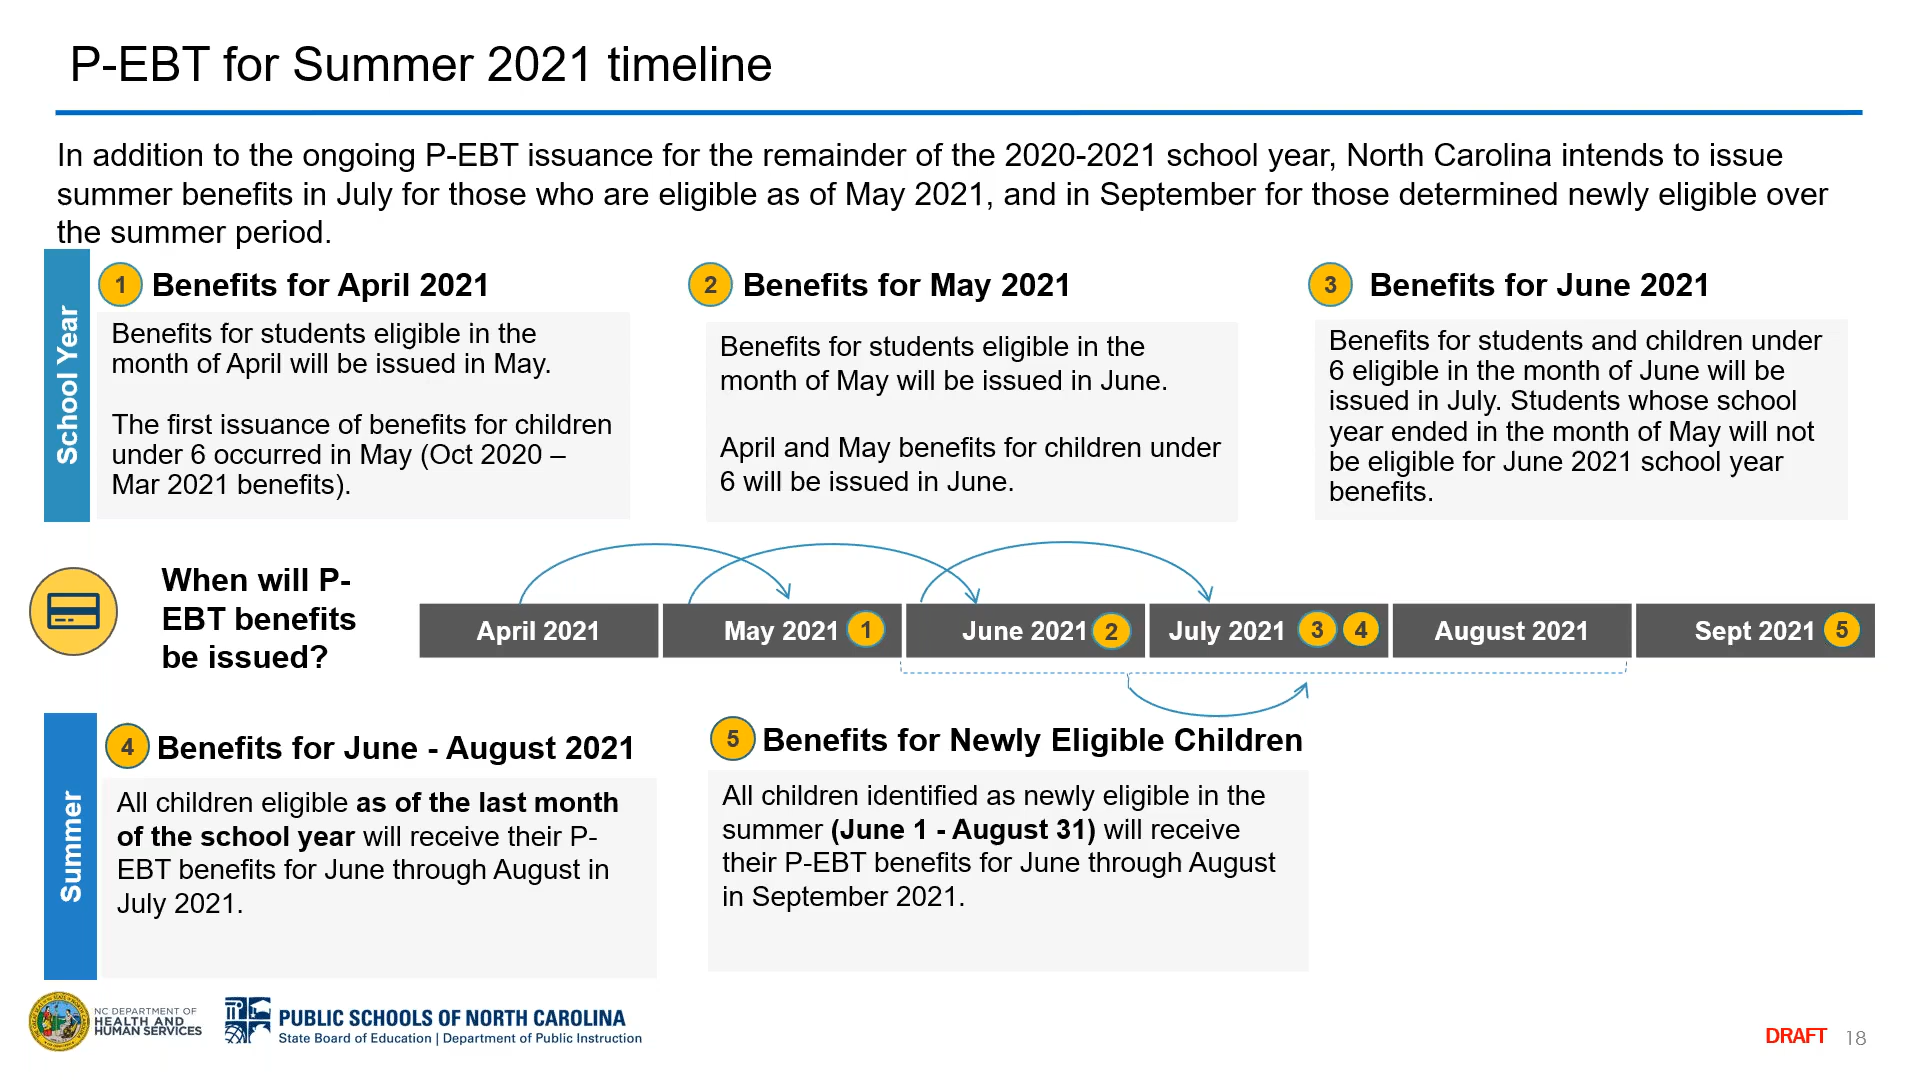 P-EBT for Summer 2021 timeline
In addition to the ongoing P-EBT issuance for the remainder of the 2020-2021 school year, North Carolina intends to issue
summer benefits in July for those who are eligible as of May 2021, and in September for those determined newly eligible over
the summer period.
School Year
1 Benefits for April 2021
Benefits for students eligible in the
month of April will be issued in May.
The first issuance of benefits for children
under 6 occurred in May (Oct 2020 –
Mar 2021 benefits).
2 Benefits for May 2021
Benefits for students eligible in the
month of May will be issued in June.
April and May benefits for children under
6 will be issued in June.
3 Benefits for June 2021
Benefits for students and children under
6 eligible in the month of June will be
issued in July. Students whose school
year ended in the month of May will not
be eligible for June 2021 school year
benefits.
When will P-
EBT benefits
be issued?
April 2021
May 2021 1
June 2021 2
July 2021 3 4
August 2021
Sept 2021 5
Summer
4 Benefits for June - August 2021
All children eligible as of the last month
of the school year will receive their P-
EBT benefits for June through August in
July 2021.
5 Benefits for Newly Eligible Children
All children identified as newly eligible in the
summer (June 1 - August 31) will receive
their P-EBT benefits for June through August
in September 2021.
NC DEPARTMENT OF
HEALTH AND
HUMAN SERVICES
PUBLIC SCHOOLS OF NORTH CAROLINA
State Board of Education | Department of Public Instruction
DRAFT 18